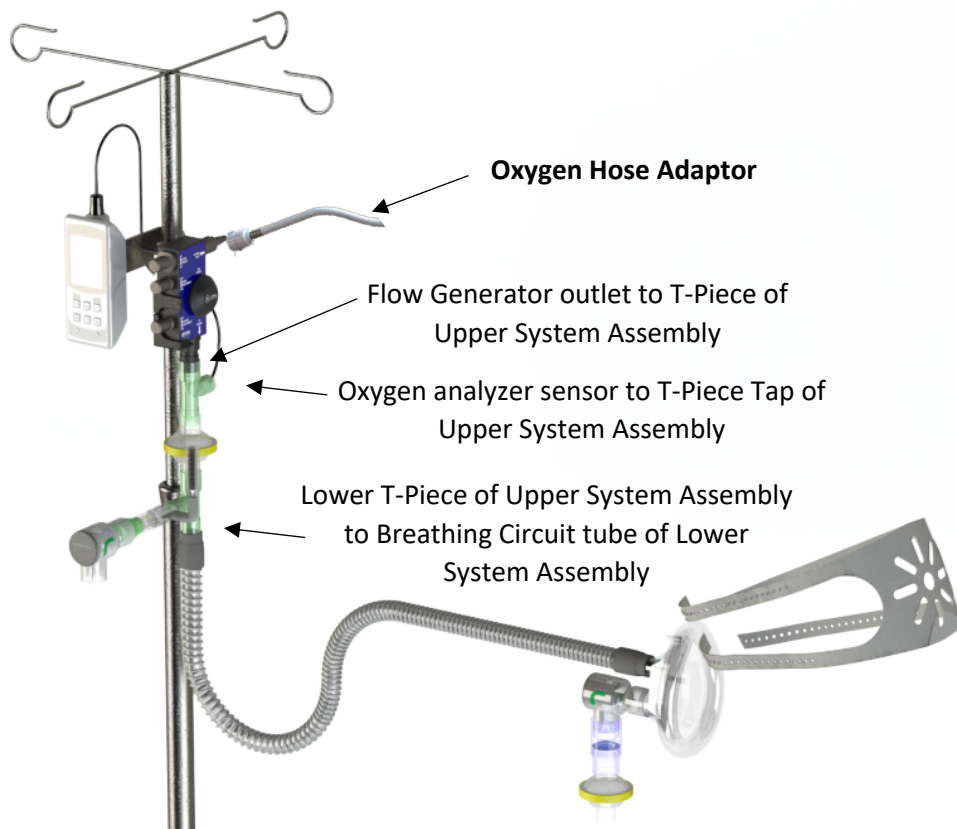 Oxygen Hose Adaptor
Flow Generator outlet to T-Piece of
Upper System Assembly
Oxygen analyzer sensor to T-Piece Tap of
Upper System Assembly
Lower T-Piece of Upper System Assembly
to Breathing Circuit tube of Lower
System Assembly